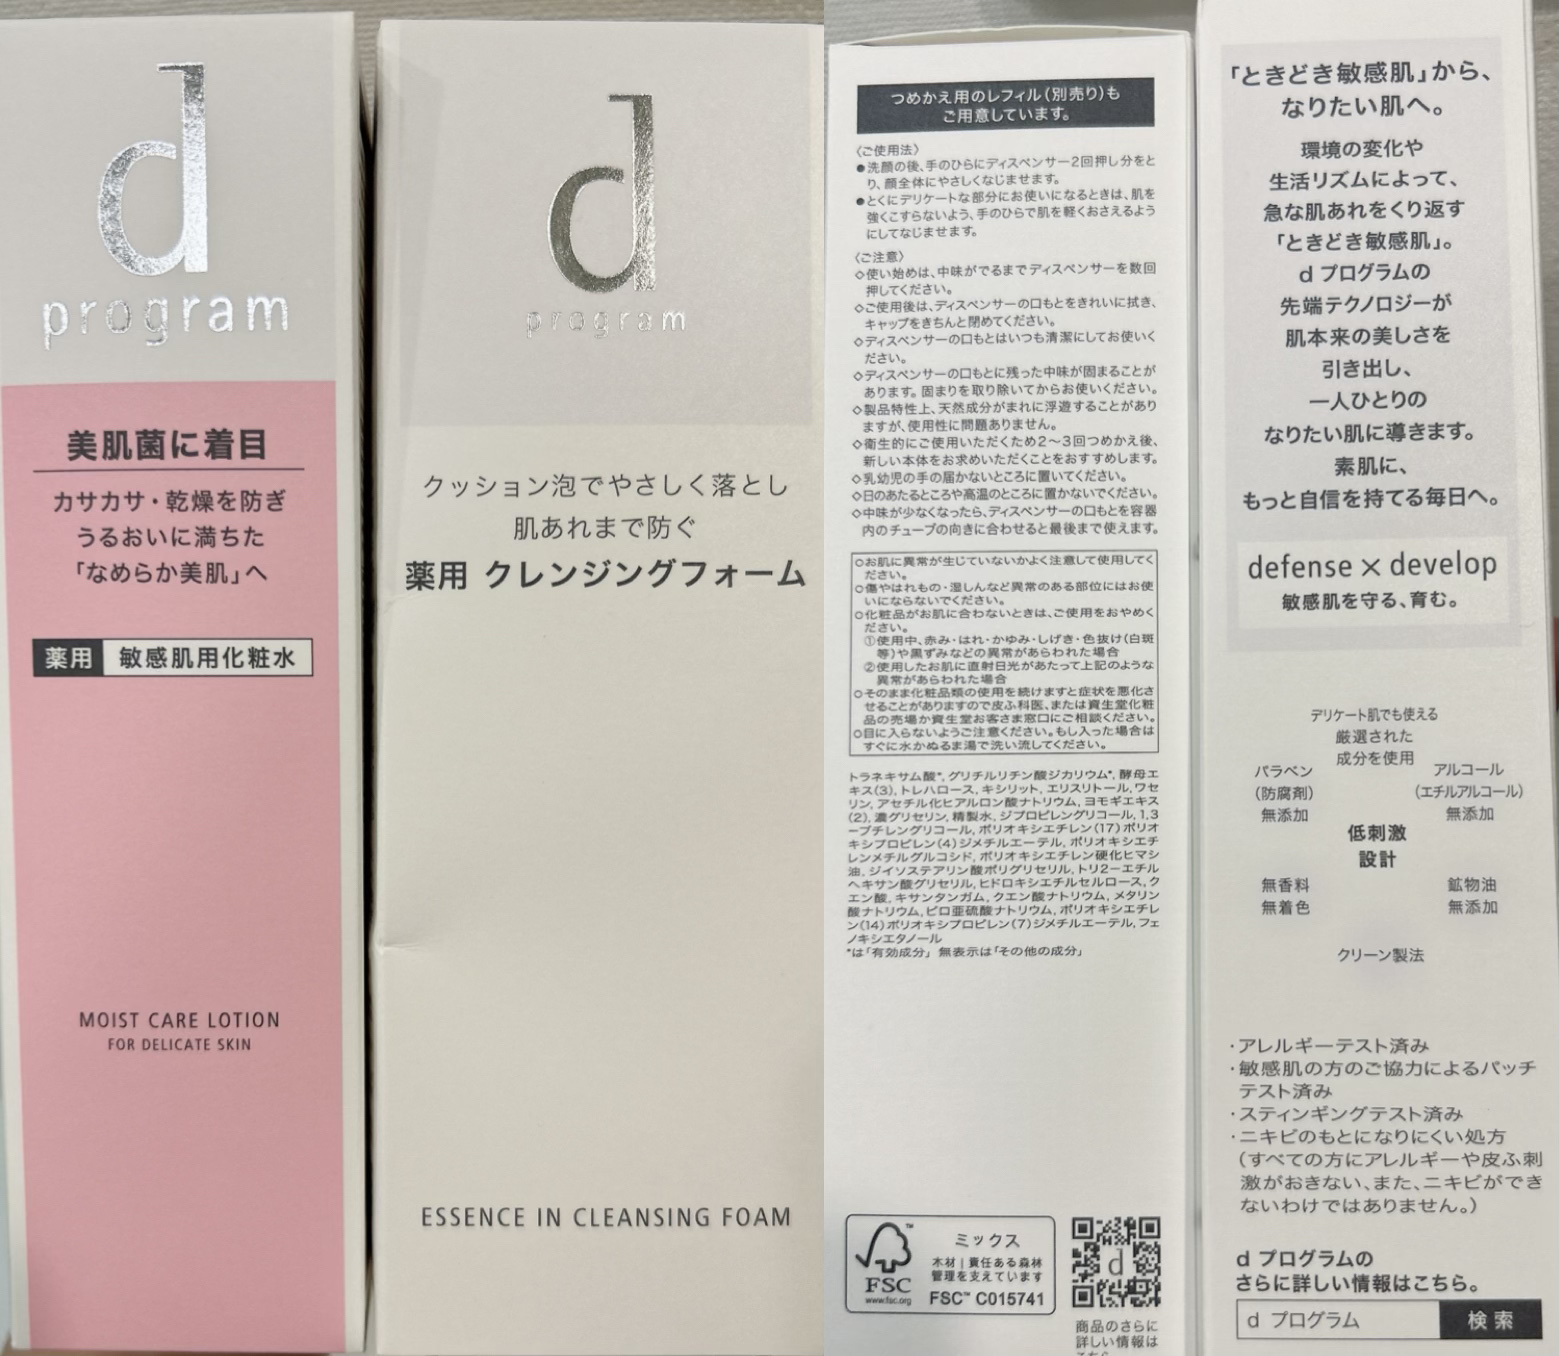 d
program
美肌菌に着目
カサカサ・乾燥を防ぎ
うるおいに満ちた
「なめらか美肌」へ
薬用 敏感肌用化粧水
MOIST CARE LOTION
FOR DELICATE SKIN
d
program
クッション泡でやさしく落とし
肌あれまで防ぐ
薬用 クレンジングフォーム
ESSENCE IN CLEANSING FOAM
つめかえ用のレフィル(別売り)も
ご用意しています。
〈ご使用法〉
●洗顔の後、手のひらにディスペンサー2回押し分をと
り、顔全体にやさしくなじませます。
●とくにデリケートな部分にお使いになるときは、肌を
強くこすらないよう、手のひらで肌を軽くおさえるよう
にしてなじませます。
〈ご注意〉
◇使い始めは、中味がでるまでディスペンサーを数回
押してください。
◇ご使用後は、ディスペンサーの口もとをきれいに拭き、
キャップをきちんと閉めてください。
◇ディスペンサーの口もとはいつも清潔にしてお使いく
ださい。
◇ディスペンサーの口もとに残った中味が固まることが
あります。固まりを取り除いてからお使いください。
◇製品特性上、天然成分がまれに浮遊することがあり
ますが、使用性に問題ありません。
◇衛生的にご使用いただくため2〜3回つめかえ後、
新しい本体をお求めいただくことをおすすめします。
◇乳幼児の手の届かないところに置いてください。
◇日のあたるところや高温のところに置かないでください。
◇中味が少なくなったら、ディスペンサーの口もとを容器
内のチューブの向きに合わせると最後まで使えます。
○お肌に異常が生じていないかよく注意して使用してく
ださい。
○傷やはれもの・湿しんなど異常のある部位にはお使
いにならないでください。
○化粧品がお肌に合わないときは、ご使用をおやめく
ださい。
①使用中、赤み・はれ・かゆみ・しげき・色抜け(白斑
等)や黒ずみなどの異常があらわれた場合
②使用したお肌に直射日光があたって上記のような
異常があらわれた場合
○そのまま化粧品類の使用を続けますと症状を悪化さ
せることがありますので皮ふ科医、または資生堂化粧
品の売場か資生堂お客さま窓口にご相談ください。
○目に入らないようご注意ください。もし入った場合は
すぐに水かぬるま湯で洗い流してください。
トラネキサム酸*, グリチルリチン酸ジカリウム*, 酵母エ
キス(3), トレハロース, キシリット, エリスリトール, ワセ
リン, アセチル化ヒアルロン酸ナトリウム, ヨモギエキス
(2), 濃グリセリン, 精製水, ジプロピレングリコール, 1,3
ーブチレングリコール, ポリオキシエチレン(17)ポリオ
キシプロピレン(4)ジメチルエーテル, ポリオキシエチ
レンメチルグルコシド, ポリオキシエチレン硬化ヒマシ
油, ジイソステアリン酸ポリグリセリル, トリ2ーエチル
ヘキサン酸グリセリル, ヒドロキシエチルセルロース, ク
エン酸, キサンタンガム, クエン酸ナトリウム, メタリン
酸ナトリウム, ピロ亜硫酸ナトリウム, ポリオキシエチレ
ン(14)ポリオキシプロピレン(7)ジメチルエーテル, フェ
ノキシエタノール
*は「有効成分」 無表示は「その他の成分」
FSC
www.fsc.org
ミックス
木材|責任ある森林
管理を支えています
FSC™ C015741
d
商品のさらに
詳しい情報は
こちら
「ときどき敏感肌」から、
なりたい肌へ。
環境の変化や
生活リズムによって、
急な肌あれをくり返す
「ときどき敏感肌」。
d プログラムの
先端テクノロジーが
肌本来の美しさを
引き出し、
一人ひとりの
なりたい肌に導きます。
素肌に、
もっと自信を持てる毎日へ。
defense×develop
敏感肌を守る、育む。
デリケート肌でも使える
厳選された
成分を使用
パラベン
(防腐剤)
無添加
アルコール
(エチルアルコール)
無添加
低刺激
設計
無香料
無着色
鉱物油
無添加
クリーン製法
・アレルギーテスト済み
・敏感肌の方のご協力によるパッチ
テスト済み
・スティンギングテスト済み
・ニキビのもとになりにくい処方
(すべての方にアレルギーや皮ふ刺
激がおきない、また、ニキビができ
ないわけではありません。)
d プログラムの
さらに詳しい情報はこちら。
d プログラム 検索